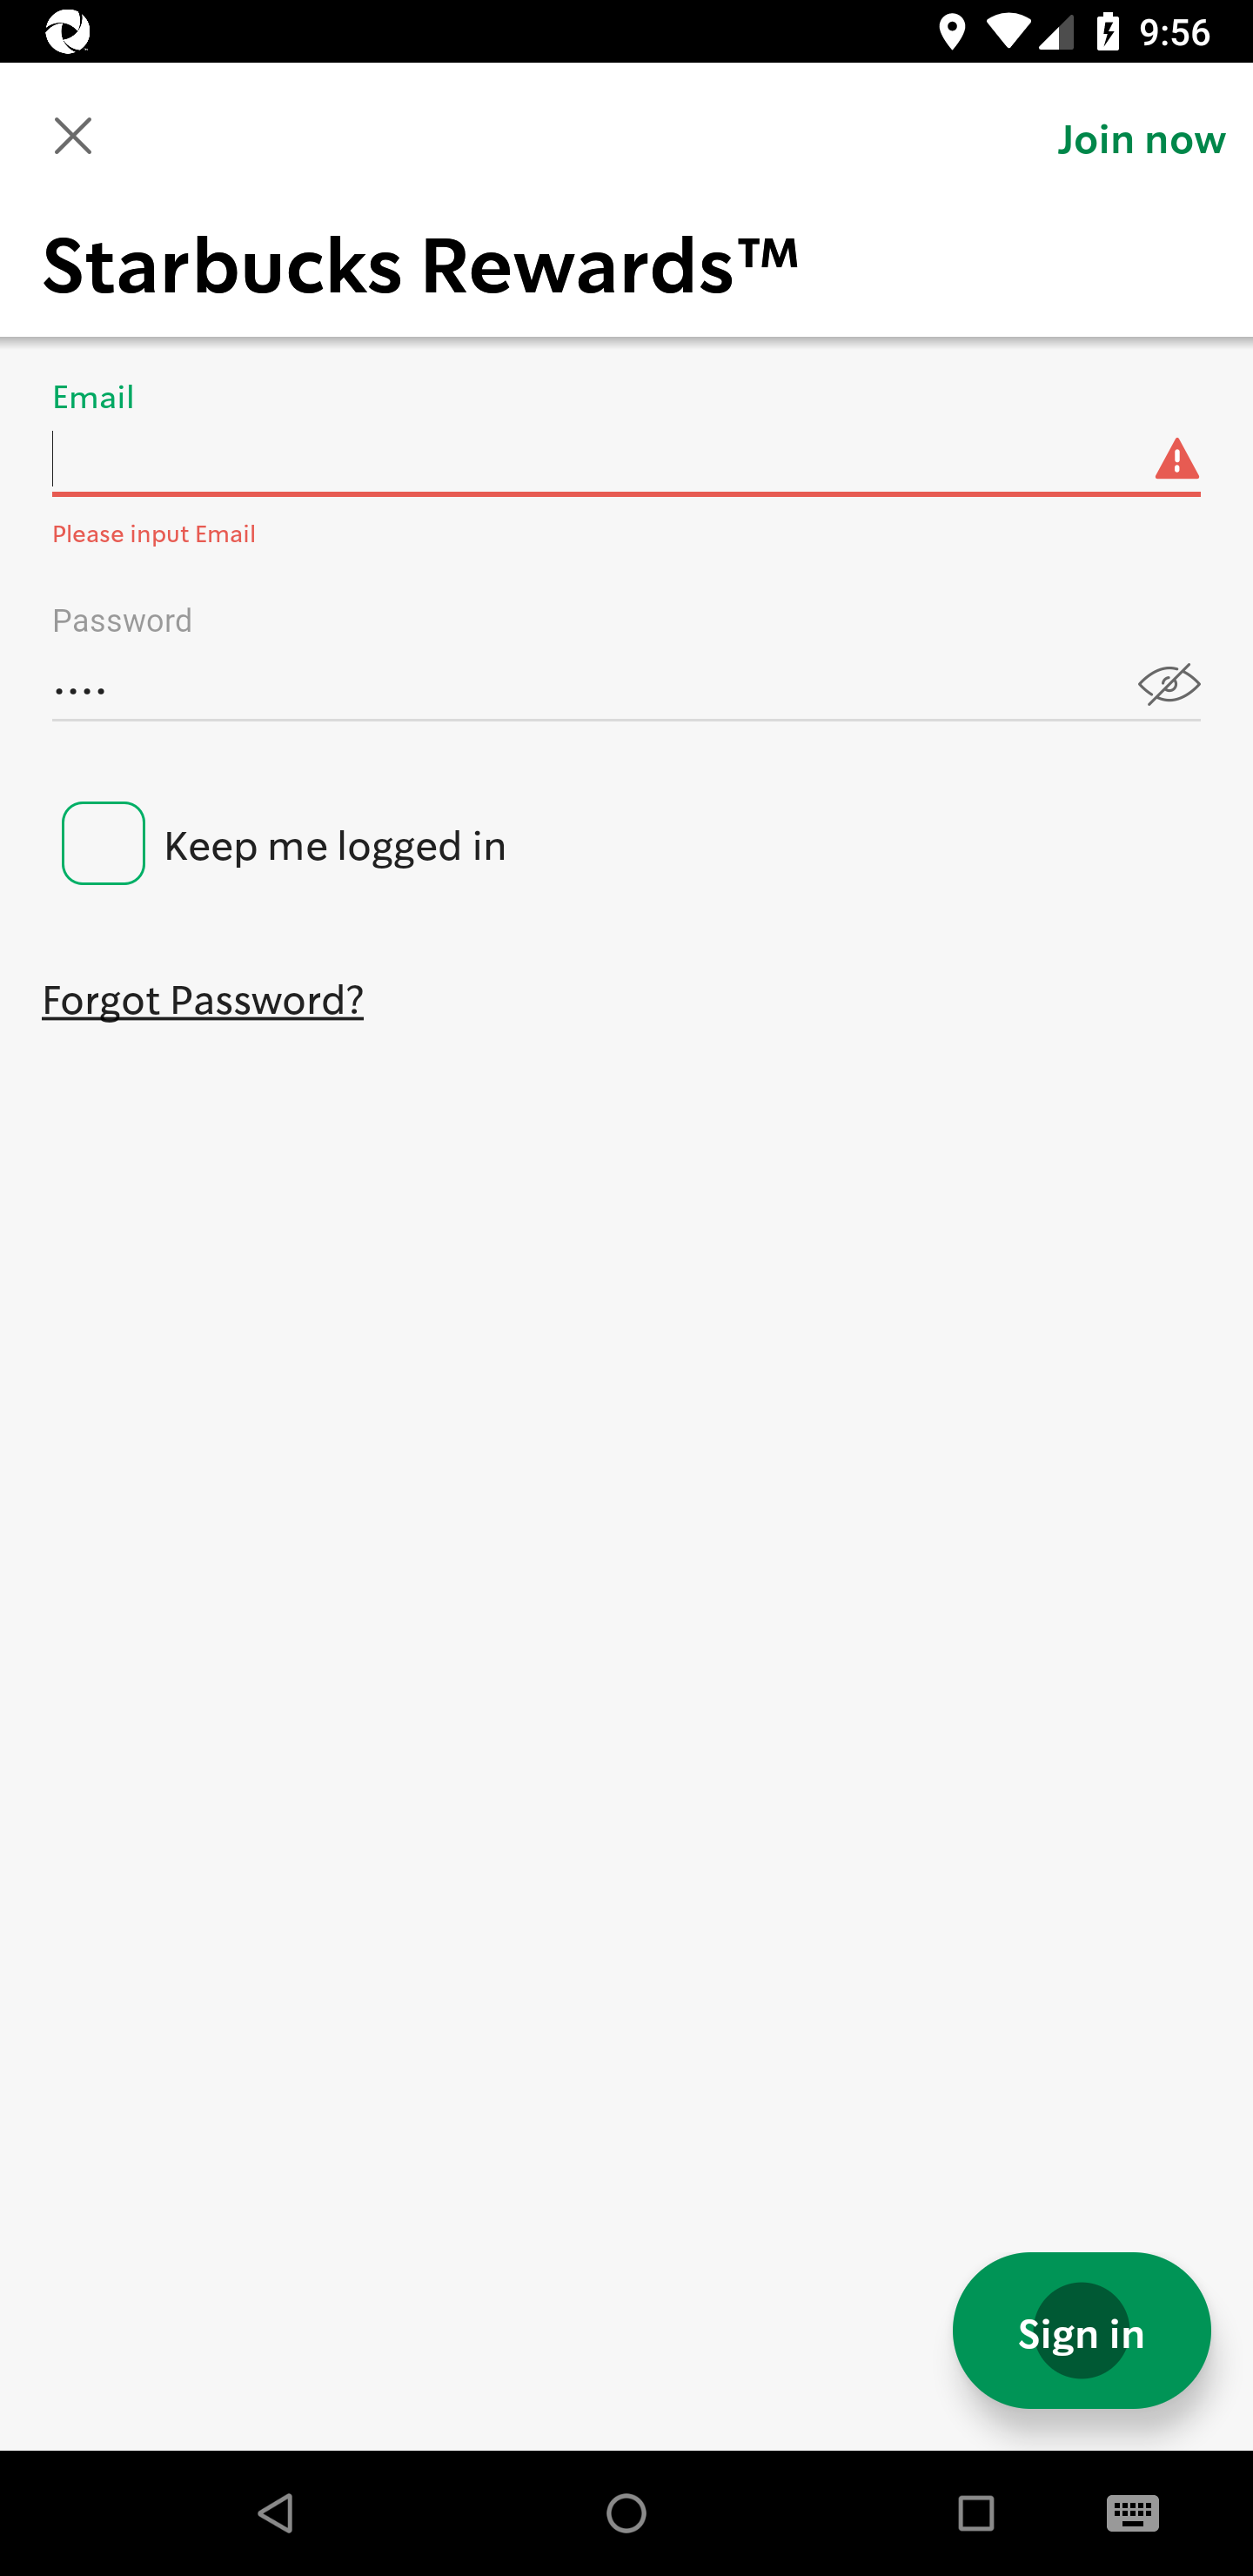 9:56
Join now
Starbucks Rewards™
Email
Please input Email
Password
••••
Keep me logged in
Forgot Password?
Sign in